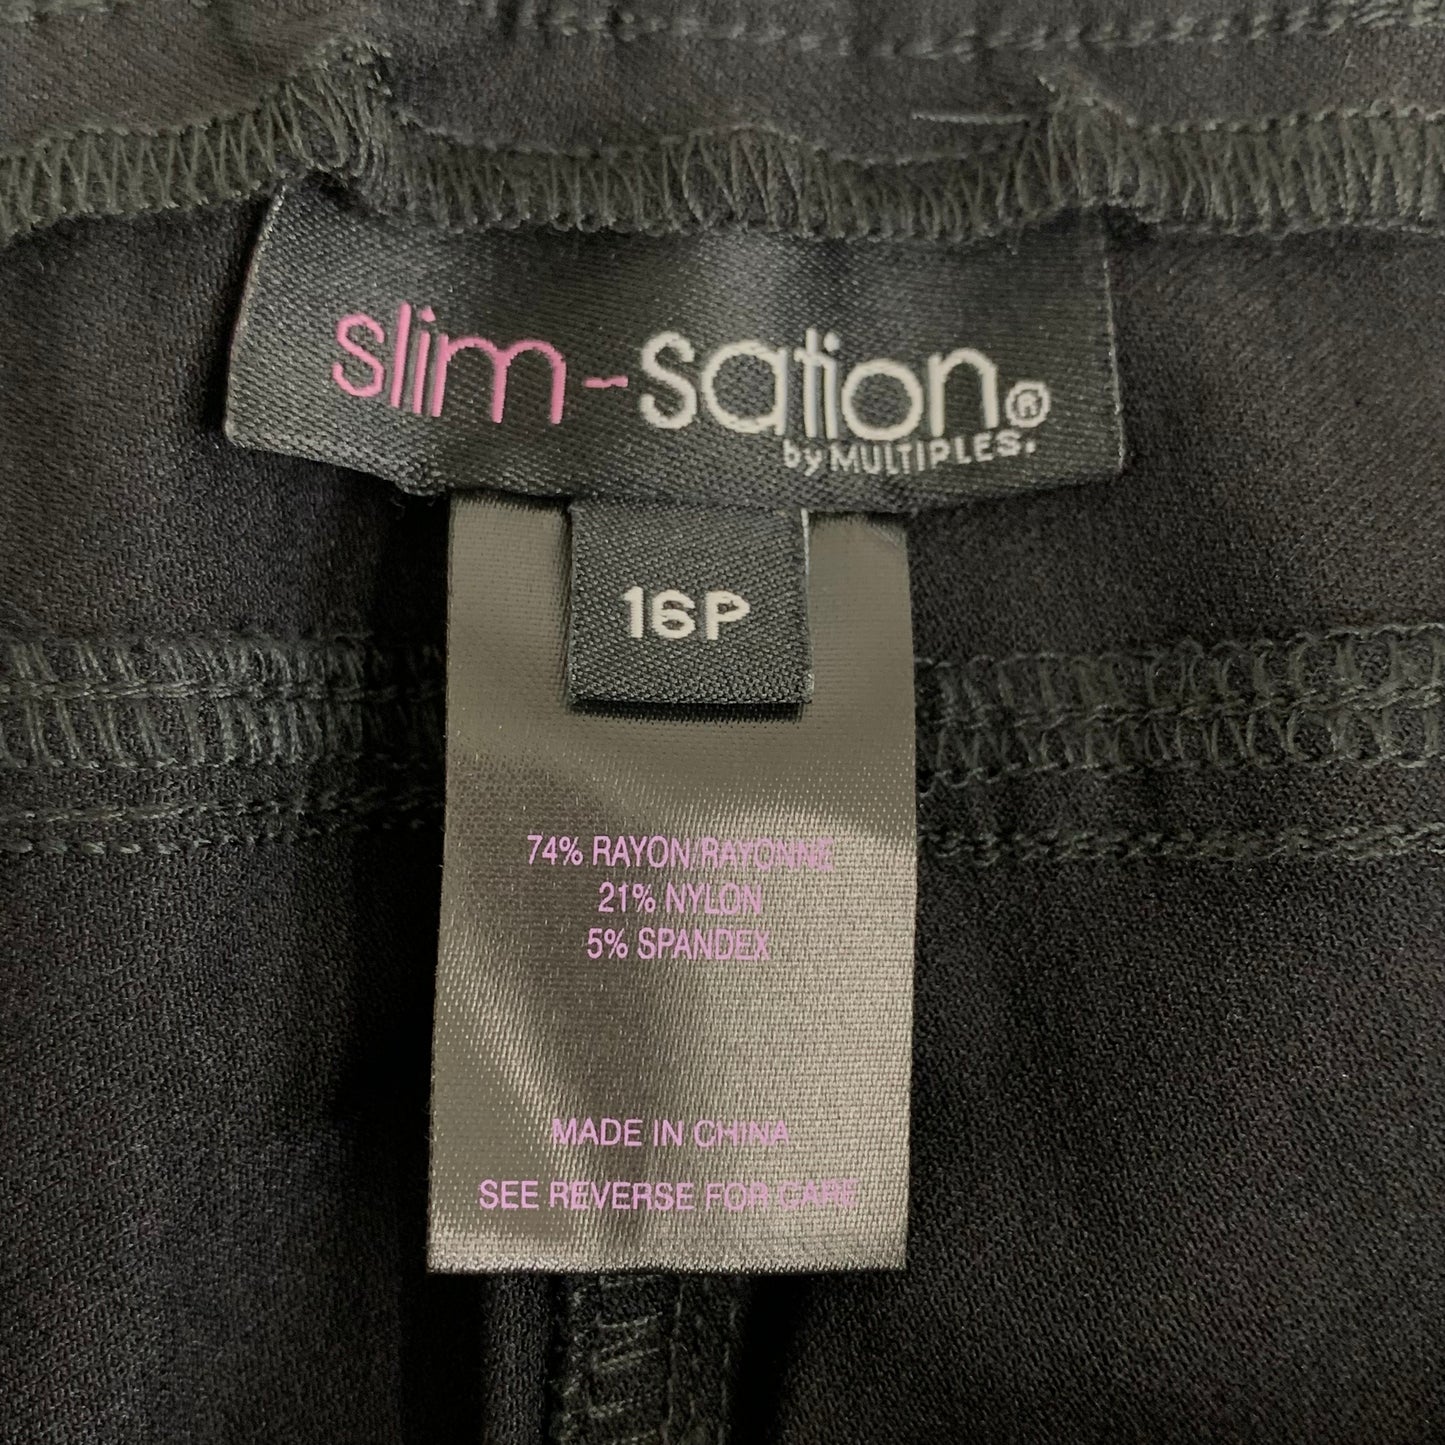 slim-sation®
by MULTIPLES.
16P
74% RAYON/RAYONNE
21% NYLON
5% SPANDEX
MADE IN CHINA
SEE REVERSE FOR CARE